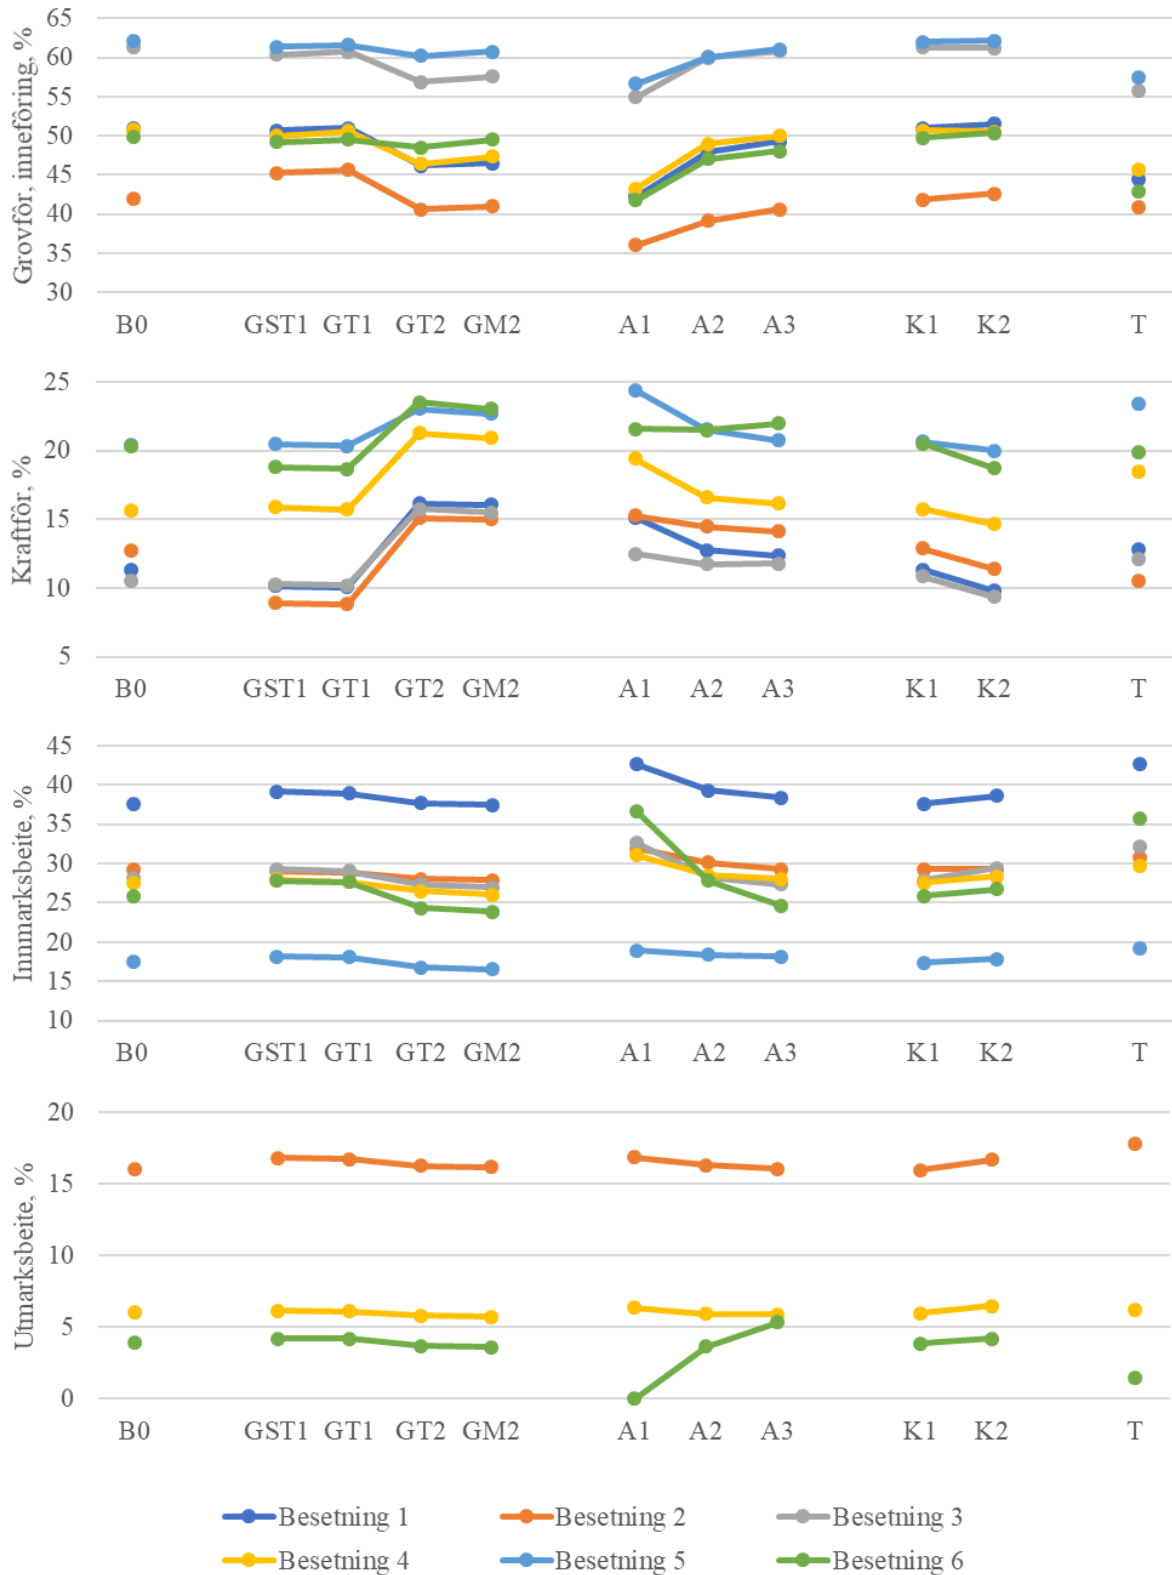 Grovfôr, innefôring, %
65
60
55
50
45
40
35
30
B0 GST1 GT1 GT2 GM2 A1 A2 A3 K1 K2 T
Kraftfôr, %
25
20
15
10
5
B0 GST1 GT1 GT2 GM2 A1 A2 A3 K1 K2 T
Innmarksbeite, %
45
40
35
30
25
20
15
10
B0 GST1 GT1 GT2 GM2 A1 A2 A3 K1 K2 T
Utmarksbeite, %
20
15
10
5
0
B0 GST1 GT1 GT2 GM2 A1 A2 A3 K1 K2 T
Besetning 1 Besetning 2 Besetning 3
Besetning 4 Besetning 5 Besetning 6